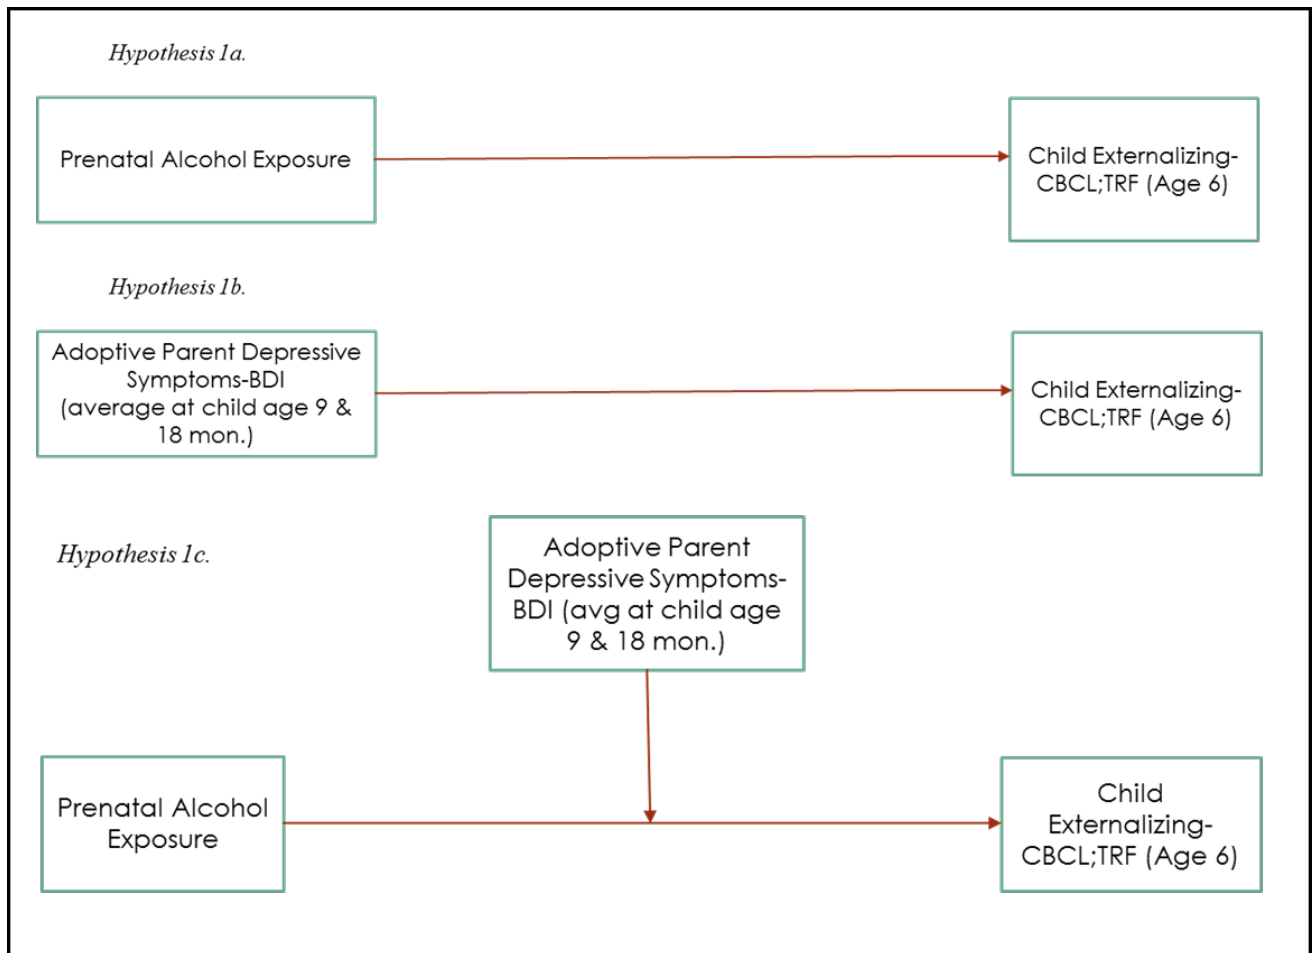 Hypothesis 1a.
Prenatal Alcohol Exposure
Child Externalizing-
CBCL;TRF (Age 6)
Hypothesis 1b.
Adoptive Parent Depressive
Symptoms-BDI
(average at child age 9 &
18 mon.)
Child Externalizing-
CBCL;TRF (Age 6)
Hypothesis 1c.
Adoptive Parent
Depressive Symptoms-
BDI (avg at child age
9 & 18 mon.)
Prenatal Alcohol
Exposure
Child
Externalizing-
CBCL;TRF (Age 6)